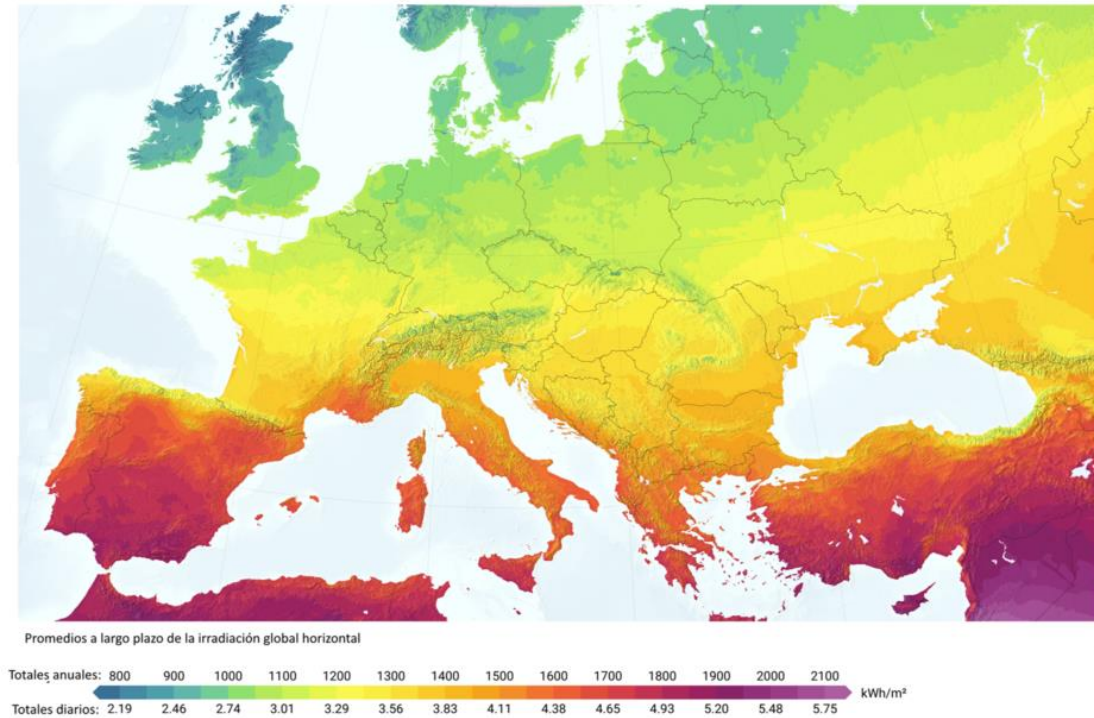 Promedios a largo plazo de la irradiación global horizontal
Totales anuales: 800 900 1000 1100 1200 1300 1400 1500 1600 1700 1800 1900 2000 2100
kWh/m²
Totales diarios: 2.19 2.46 2.74 3.01 3.29 3.56 3.83 4.11 4.38 4.65 4.93 5.20 5.48 5.75